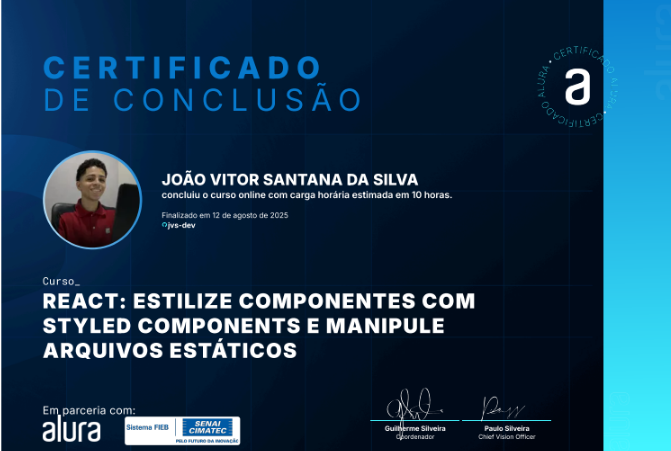 CERTIFICADO
DE CONCLUSÃO
CERTIFICADO ALURA • CERTIFICADO ALURA •
a
JOÃO VITOR SANTANA DA SILVA
concluiu o curso online com carga horária estimada em 10 horas.
Finalizado em 12 de agosto de 2025
jvs-dev
Curso_
REACT: ESTILIZE COMPONENTES COM
STYLED COMPONENTS E MANIPULE
ARQUIVOS ESTÁTICOS
Em parceria com:
alura
Sistema FIEB
SENAI
CIMATEC
PELO FUTURO DA INOVAÇÃO
Guilherme Silveira
Coordenador
Paulo Silveira
Chief Vision Officer